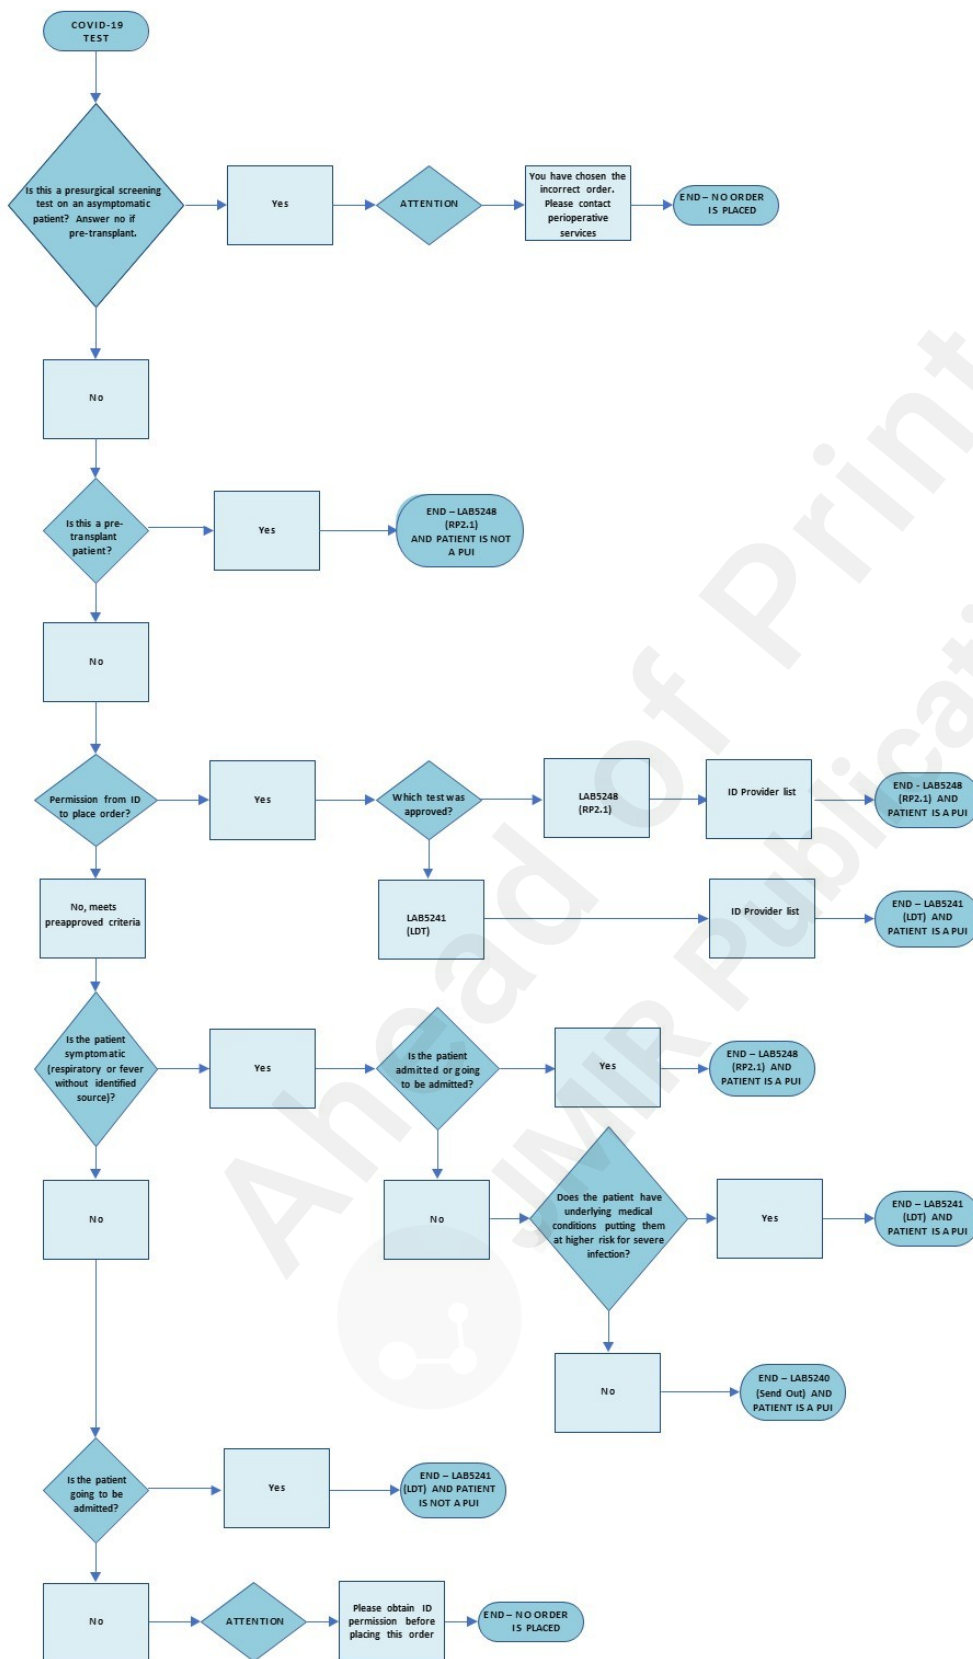 COVID-19
TEST
Is this a presurgical screening
test on an asymptomatic
patient? Answer no if
pre-transplant.
Yes
ATTENTION
You have chosen the
incorrect order.
Please contact
perioperative
services
END – NO ORDER
IS PLACED
No
Is this a pre-
transplant
patient?
Yes
END – LAB5248
(RP2.1)
AND PATIENT IS NOT
A PUI
No
Permission from ID
to place order?
Yes
Which test was
approved?
LAB5248
(RP2.1)
ID Provider list
END - LAB5248
(RP2.1) AND
PATIENT IS A PUI
No, meets
preapproved criteria
LAB5241
(LDT)
ID Provider list
END – LAB5241
(LDT) AND
PATIENT IS A PUI
Is the patient
symptomatic
(respiratory or fever
without identified
source)?
Yes
Is the patient
admitted or going
to be admitted?
Yes
END – LAB5248
(RP2.1) AND
PATIENT IS A PUI
No
No
Does the patient have
underlying medical
conditions putting them
at higher risk for severe
infection?
Yes
END – LAB5241
(LDT) AND
PATIENT IS A PUI
No
END – LAB5240
(Send Out) AND
PATIENT IS A PUI
Is the patient
going to be
admitted?
Yes
END – LAB5241
(LDT) AND PATIENT
IS NOT A PUI
No
ATTENTION
Please obtain ID
permission before
placing this order
END – NO ORDER
IS PLACED
Ahead of Print
JMIR Publicati